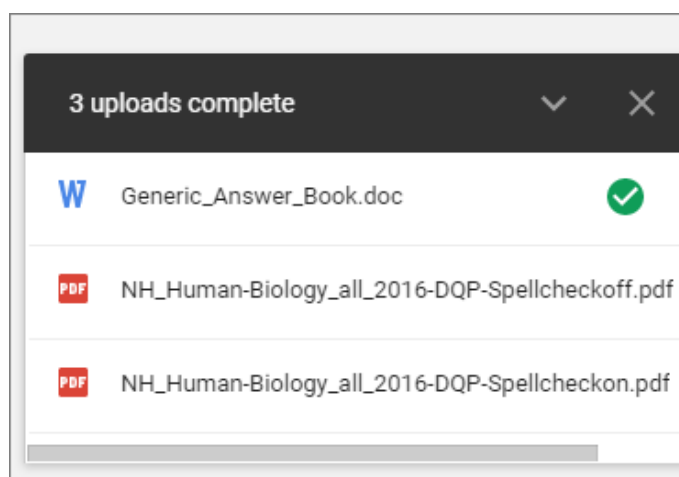 3 uploads complete
W Generic_Answer_Book.doc
PDF NH_Human-Biology_all_2016-DQP-Spellcheckoff.pdf
PDF NH_Human-Biology_all_2016-DQP-Spellcheckon.pdf